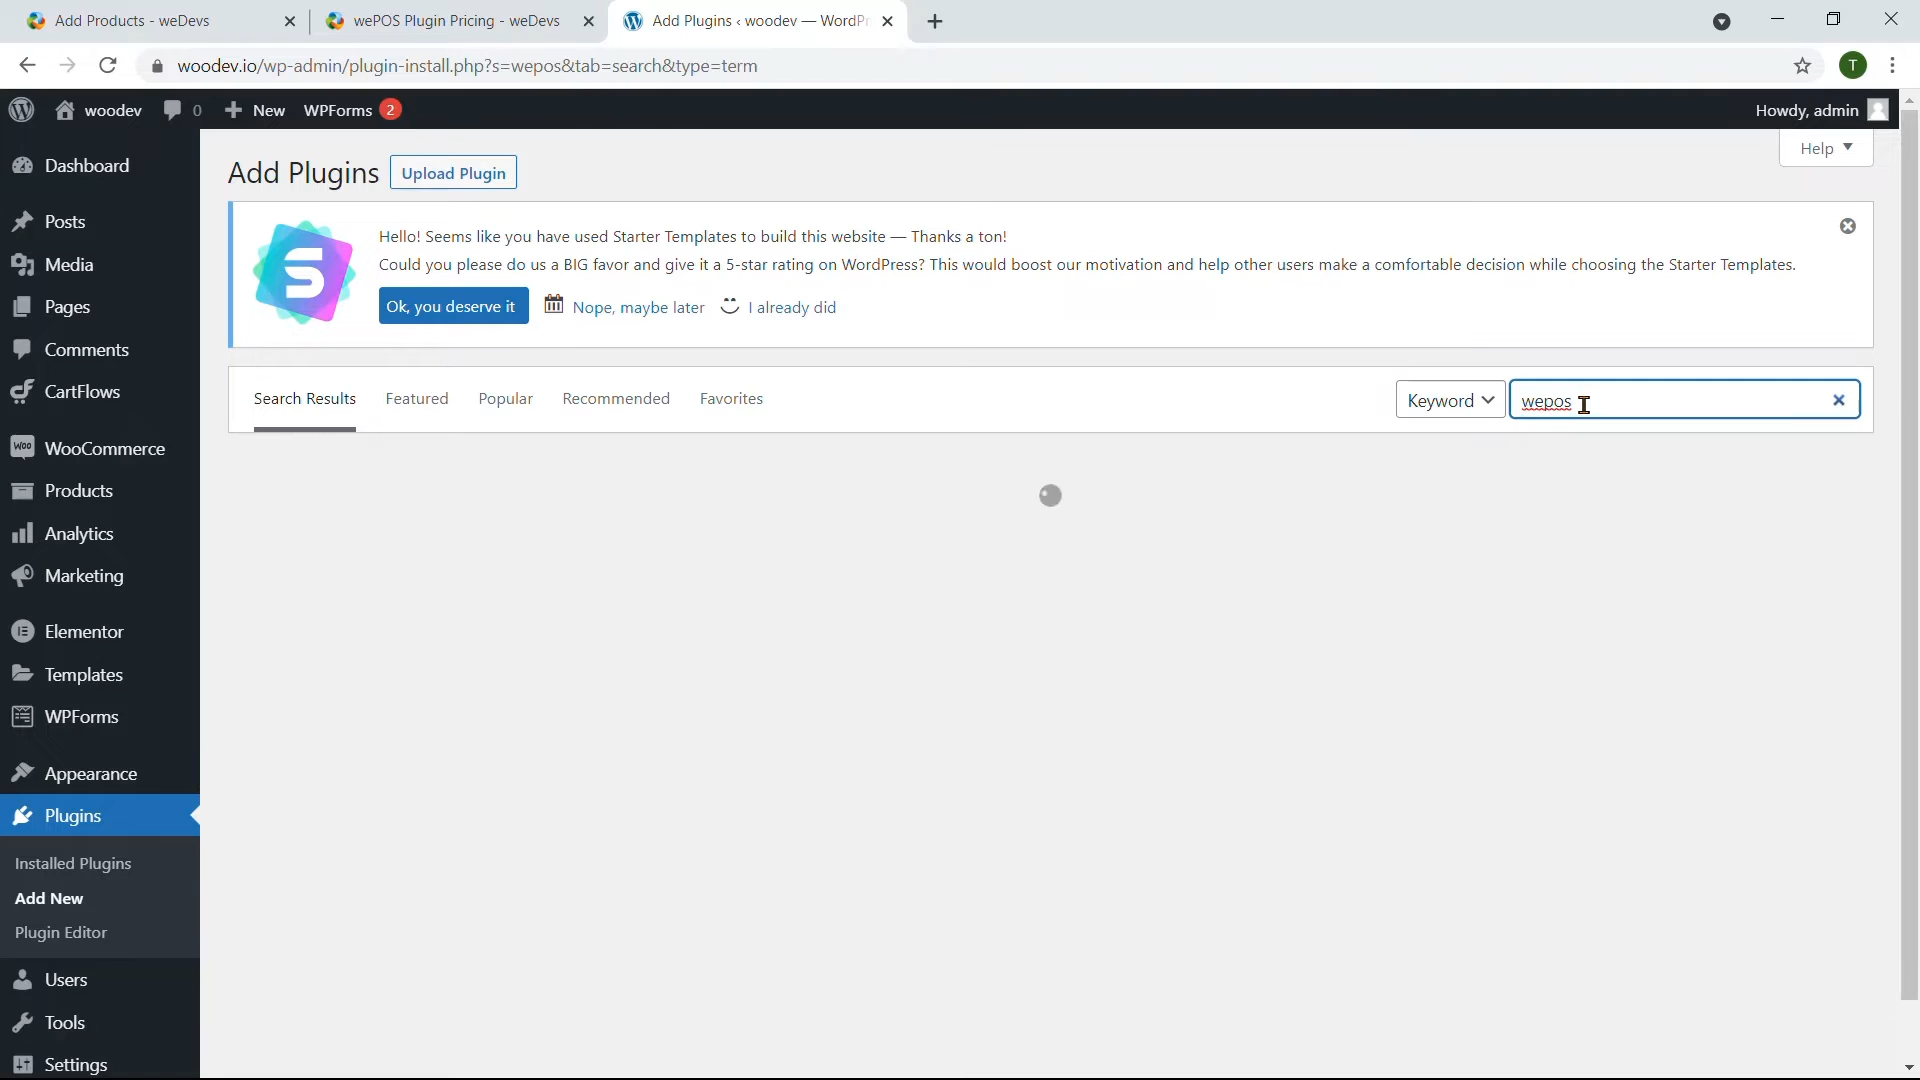 Add Products - weDevs
wePOS Plugin Pricing - weDevs
Add Plugins ‹ woodev — WordPr
woodev.io/wp-admin/plugin-install.php?s=wepos&tab=search&type=term
T
woodev
0
New
WPForms 2
Howdy, admin
Help
Dashboard
Posts
Media
Pages
Comments
CartFlows
Woo WooCommerce
Products
Analytics
Marketing
Elementor
Templates
WPForms
Appearance
Plugins
Installed Plugins
Add New
Plugin Editor
Users
Tools
Settings
Add Plugins
Upload Plugin
Hello! Seems like you have used Starter Templates to build this website — Thanks a ton!
Could you please do us a BIG favor and give it a 5-star rating on WordPress? This would boost our motivation and help other users make a comfortable decision while choosing the Starter Templates.
Ok, you deserve it
Nope, maybe later
I already did
Search Results
Featured
Popular
Recommended
Favorites
Keyword
wepos